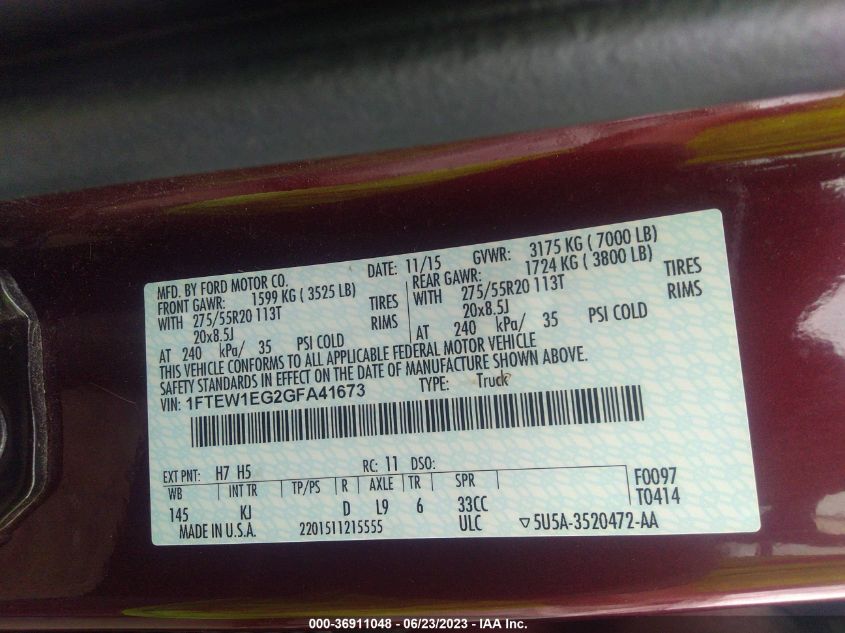 MFD. BY FORD MOTOR CO.
DATE: 11/15 GVWR: 3175 KG ( 7000 LB)
FRONT GAWR: 1599 KG ( 3525 LB)
REAR GAWR: 1724 KG ( 3800 LB)
WITH 275/55R20 113T TIRES
WITH 275/55R20 113T TIRES
20x8.5J RIMS
20x8.5J RIMS
AT 240 kPa/ 35 PSI COLD
AT 240 kPa/ 35 PSI COLD
THIS VEHICLE CONFORMS TO ALL APPLICABLE FEDERAL MOTOR VEHICLE
SAFETY STANDARDS IN EFFECT ON THE DATE OF MANUFACTURE SHOWN ABOVE.
VIN: 1FTEW1EG2GFA41673 TYPE: Truck
EXT PNT: H7 H5 RC: 11 DSO:
WB INT TR TP/PS R AXLE TR SPR
145 KJ D L9 6 33CC
F0097
T0414
MADE IN U.S.A. 2201511215555 ULC ▽5U5A-3520472-AA
000-36911048 - 06/23/2023 - IAA Inc.